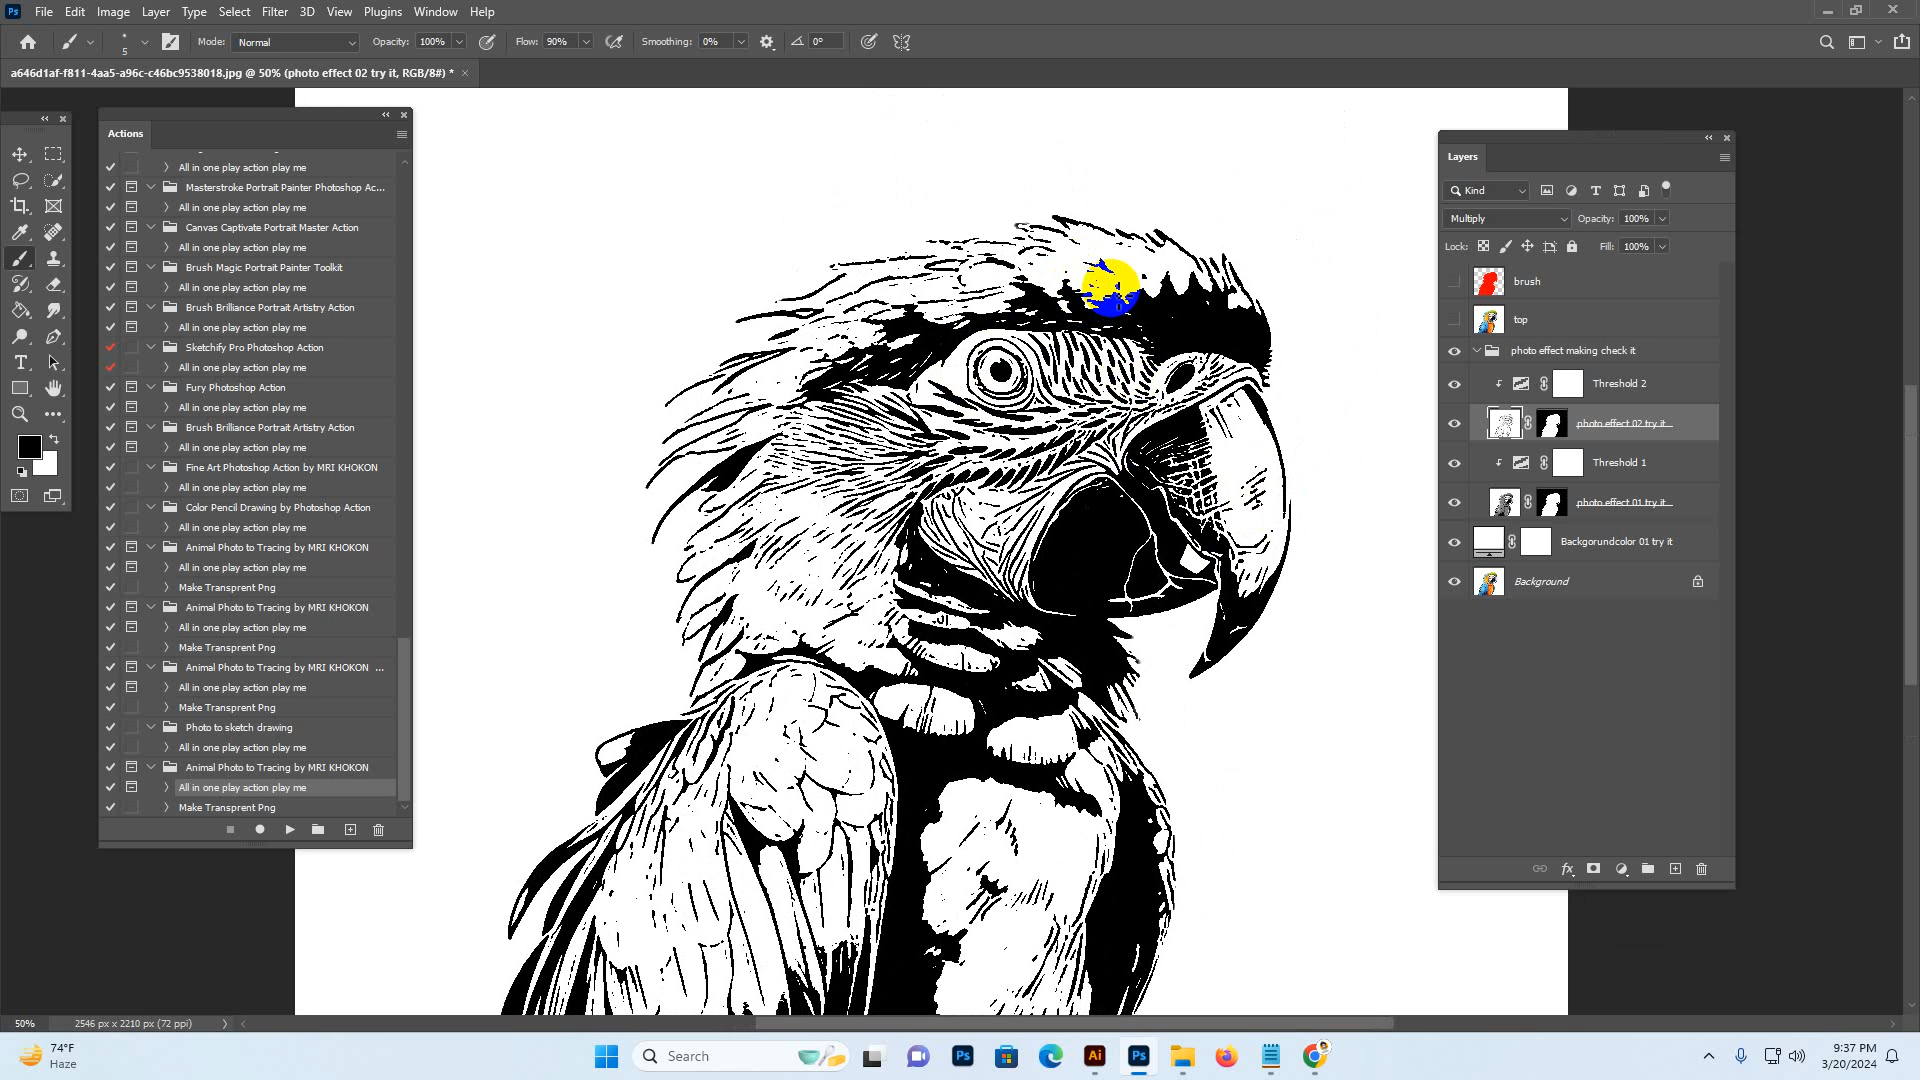 Ps File Edit Image Layer Type Select Filter 3D View Plugins Window Help
5 Mode: Normal Opacity: 100% Flow: 90% Smoothing: 0% 0°
a646d1af-f811-4aa5-a96c-c46bc9538018.jpg @ 50% (photo effect 02 try it, RGB/8#) *
Actions
All in one play action play me
Masterstroke Portrait Painter Photoshop Ac...
All in one play action play me
Canvas Captivate Portrait Master Action
All in one play action play me
Brush Magic Portrait Painter Toolkit
All in one play action play me
Brush Brilliance Portrait Artistry Action
All in one play action play me
Sketchify Pro Photoshop Action
All in one play action play me
Fury Photoshop Action
All in one play action play me
Brush Brilliance Portrait Artistry Action
All in one play action play me
Fine Art Photoshop Action by MRI KHOKON
All in one play action play me
Color Pencil Drawing by Photoshop Action
All in one play action play me
Animal Photo to Tracing by MRI KHOKON
All in one play action play me
Make Transprent Png
Animal Photo to Tracing by MRI KHOKON
All in one play action play me
Make Transprent Png
Animal Photo to Tracing by MRI KHOKON ...
All in one play action play me
Make Transprent Png
Photo to sketch drawing
All in one play action play me
Animal Photo to Tracing by MRI KHOKON
All in one play action play me
Make Transprent Png
Layers
Kind
Multiply Opacity: 100%
Lock: Fill: 100%
brush
top
photo effect making check it
Threshold 2
photo effect 02 try it
Threshold 1
photo effect 01 try it
Backgorundcolor 01 try it
Background
50% 2546 px x 2210 px (72 ppi)
74°F
Haze
Search
Ps
Ai
Ps
9:37 PM
3/20/2024